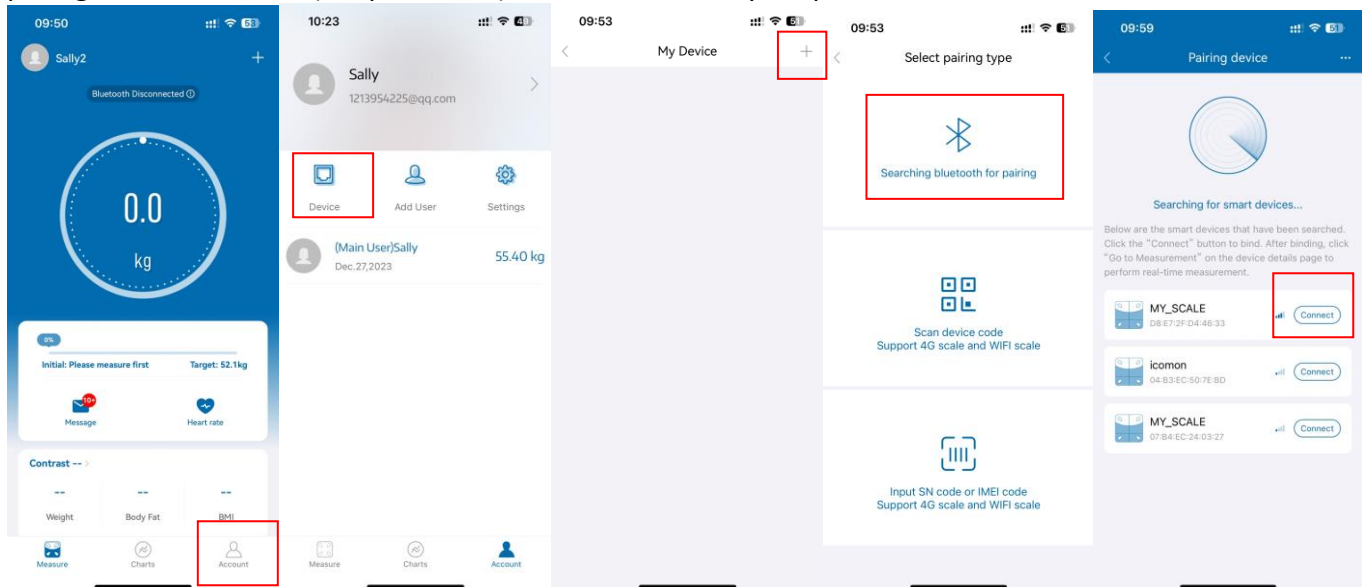 09:50
51
Sally2
+
Bluetooth Disconnected
0.0
kg
0%
Initial: Please measure first
Target: 52.1kg
10+
Message
Heart rate
Contrast -- >
--
--
--
Weight
Body Fat
BMI
Measure
Charts
Account
10:23
Sally
1213954225@qq.com
Device
Add User
Settings
(Main User)Sally
Dec.27,2023
55.40 kg
Measure
Charts
Account
09:53
51
My Device
+
09:53
51
Select pairing type
Searching bluetooth for pairing
Scan device code
Support 4G scale and WIFI scale
Input SN code or IMEI code
Support 4G scale and WIFI scale
09:59
51
Pairing device
...
Searching for smart devices...
Below are the smart devices that have been searched.
Click the "Connect" button to bind. After binding, click
"Go to Measurement" on the device details page to
perform real-time measurement.
MY_SCALE
D8:E7:2F:D4:46:33
Connect
icomon
04:B3:EC:50:7E:BD
Connect
MY_SCALE
07:B4:EC:24:03:27
Connect